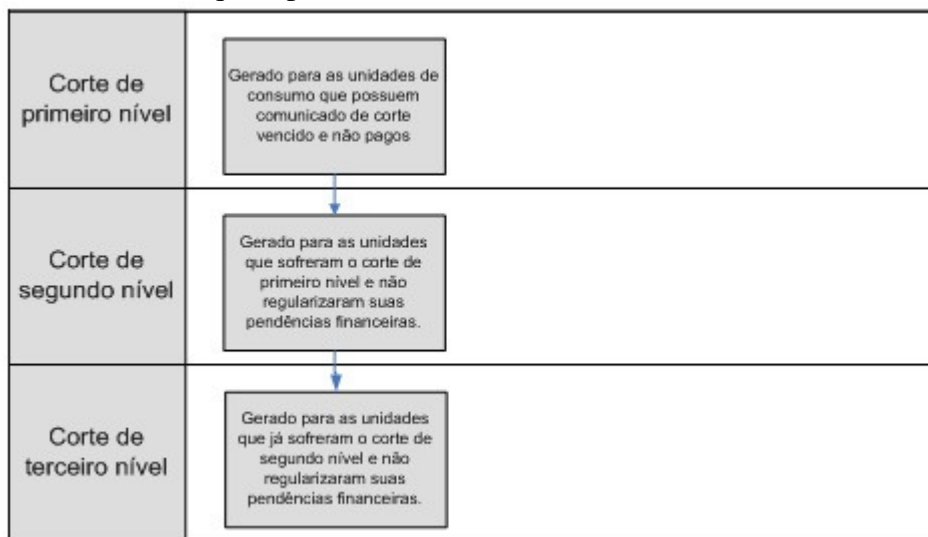 Corte de
primeiro nível
Gerado para as unidades de
consumo que possuem
comunicado de corte
vencido e não pagos
Corte de
segundo nível
Gerado para as unidades
que sofreram o corte de
primeiro nível e não
regularizaram suas
pendências financeiras.
Corte de
terceiro nível
Gerado para as unidades
que já sofreram o corte de
segundo nível e não
regularizaram suas
pendências financeiras.